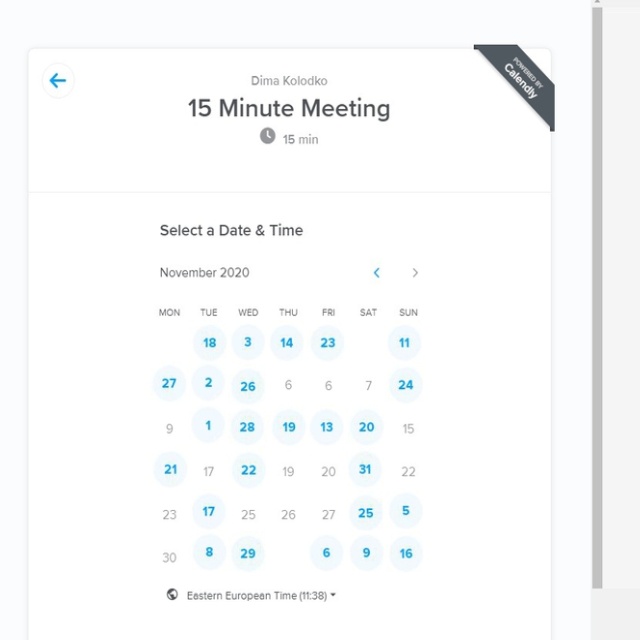 POWERED BY
Calendly
Dima Kolodko
15 Minute Meeting
15 min
Select a Date & Time
November 2020
MON TUE WED THU FRI SAT SUN
18 3 14 23 11
27 2 26 6 6 7 24
9 1 28 19 13 20 15
21 17 22 19 20 31 22
23 17 25 26 27 25 5
30 8 29 6 9 16
Eastern European Time (11:38)